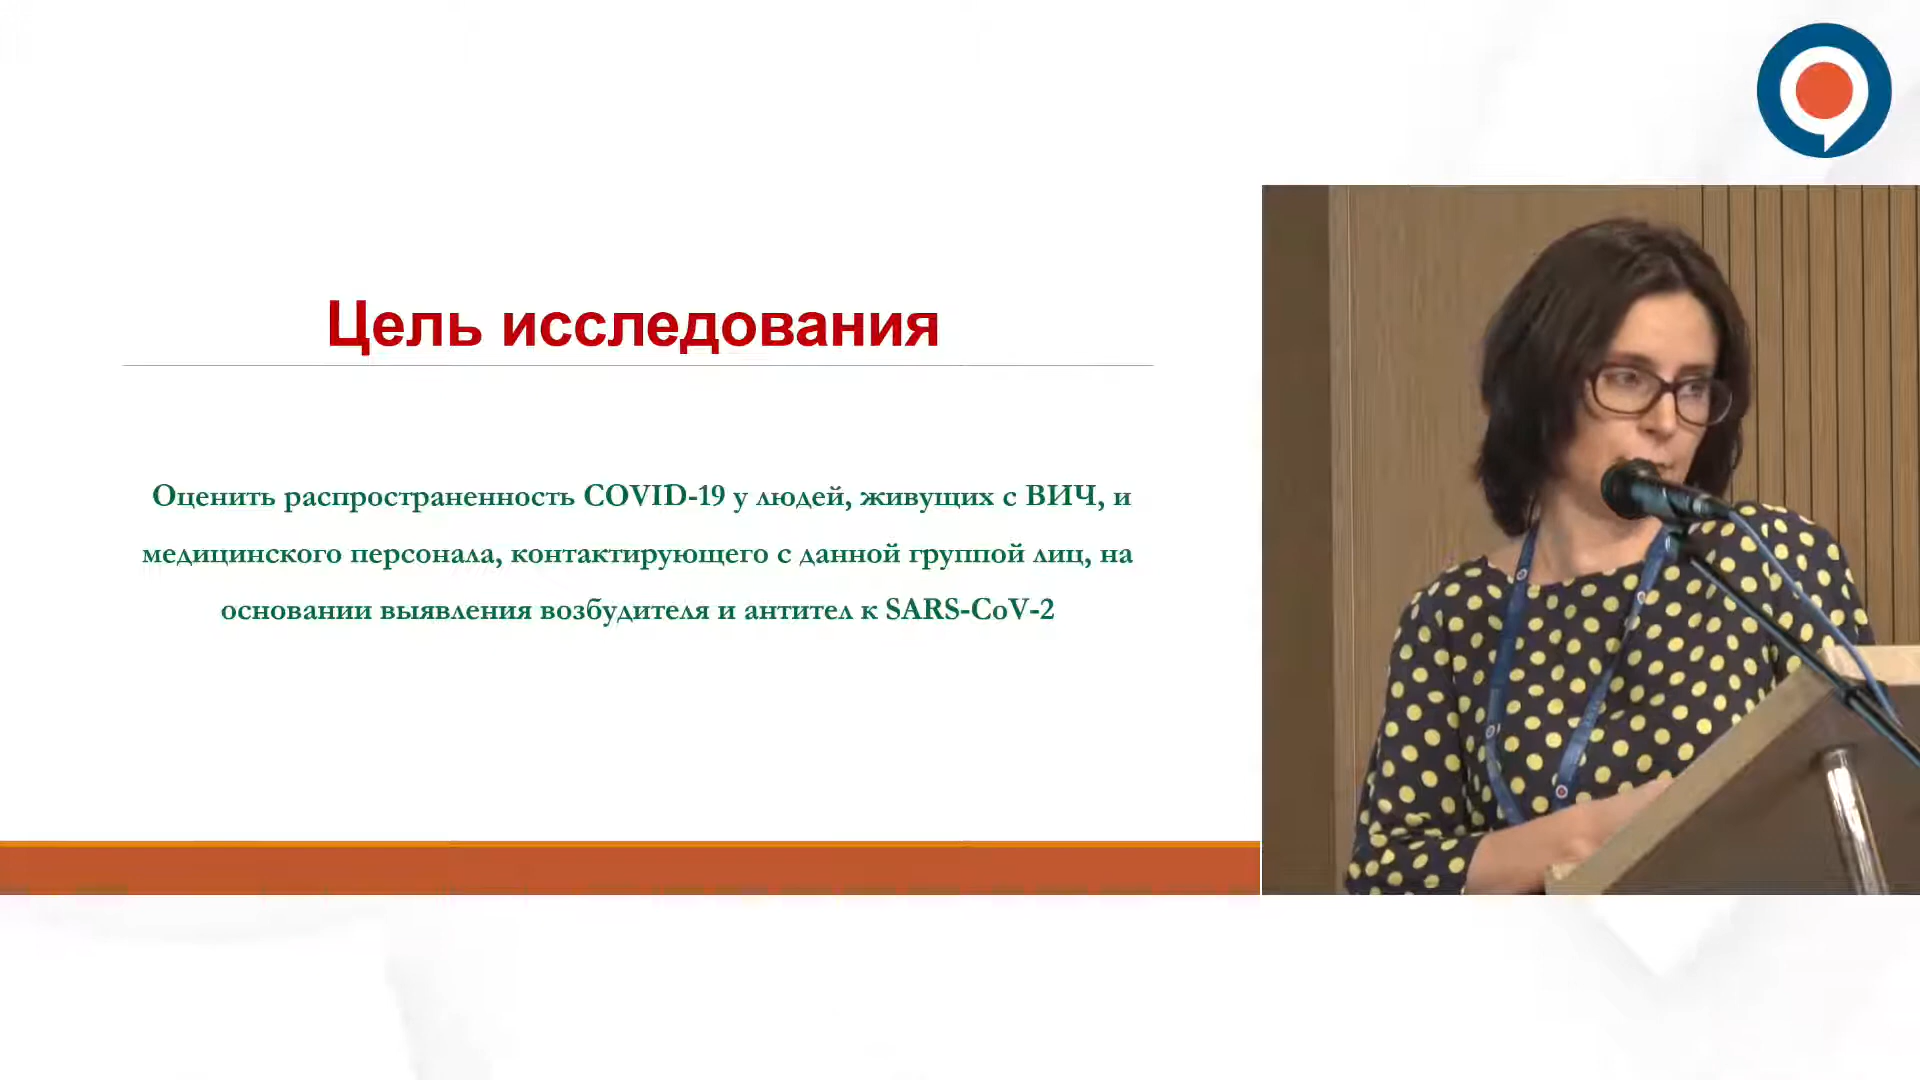 Цель исследования
Оценить распространенность COVID-19 у людей, живущих с ВИЧ, и
медицинского персонала, контактирующего с данной группой лиц, на
основании выявления возбудителя и антител к SARS-CoV-2